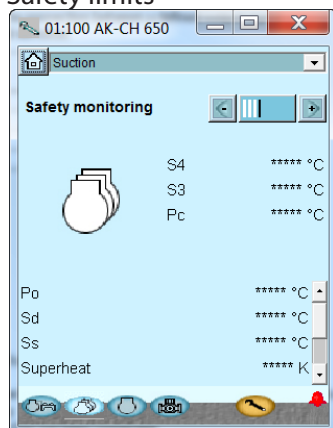 Safety limits
01:100 AK-CH 650
Suction
Safety monitoring
S4 ***** °C
S3 ***** °C
Pc ***** °C
Po ***** °C
Sd ***** °C
Ss ***** °C
Superheat ***** K